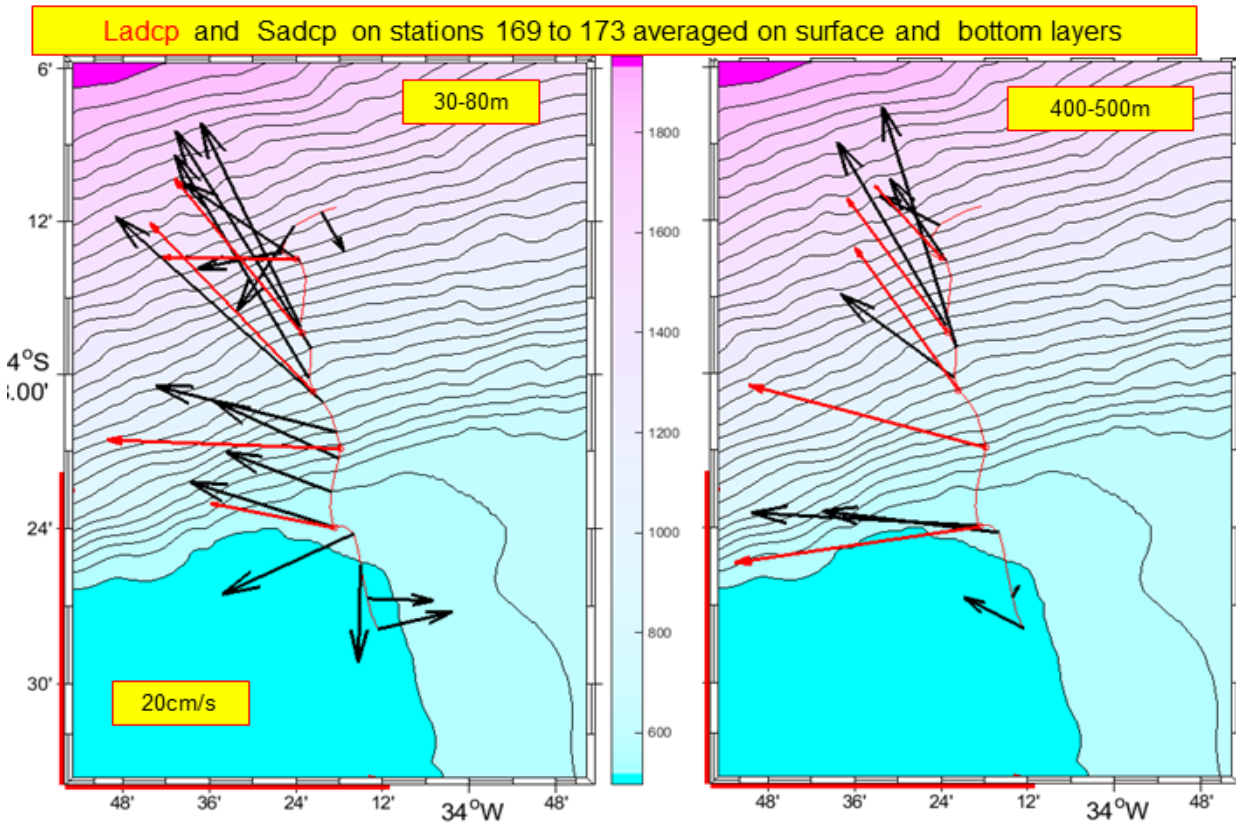 Ladcp and Sadcp on stations 169 to 173 averaged on surface and bottom layers
30-80m
400-500m
6'
12'
4°S
.00'
24'
30'
1800
1600
1400
1200
1000
800
600
20cm/s
48' 36' 24' 12' 34°W 48'
48' 36' 24' 12' 34°W 48'